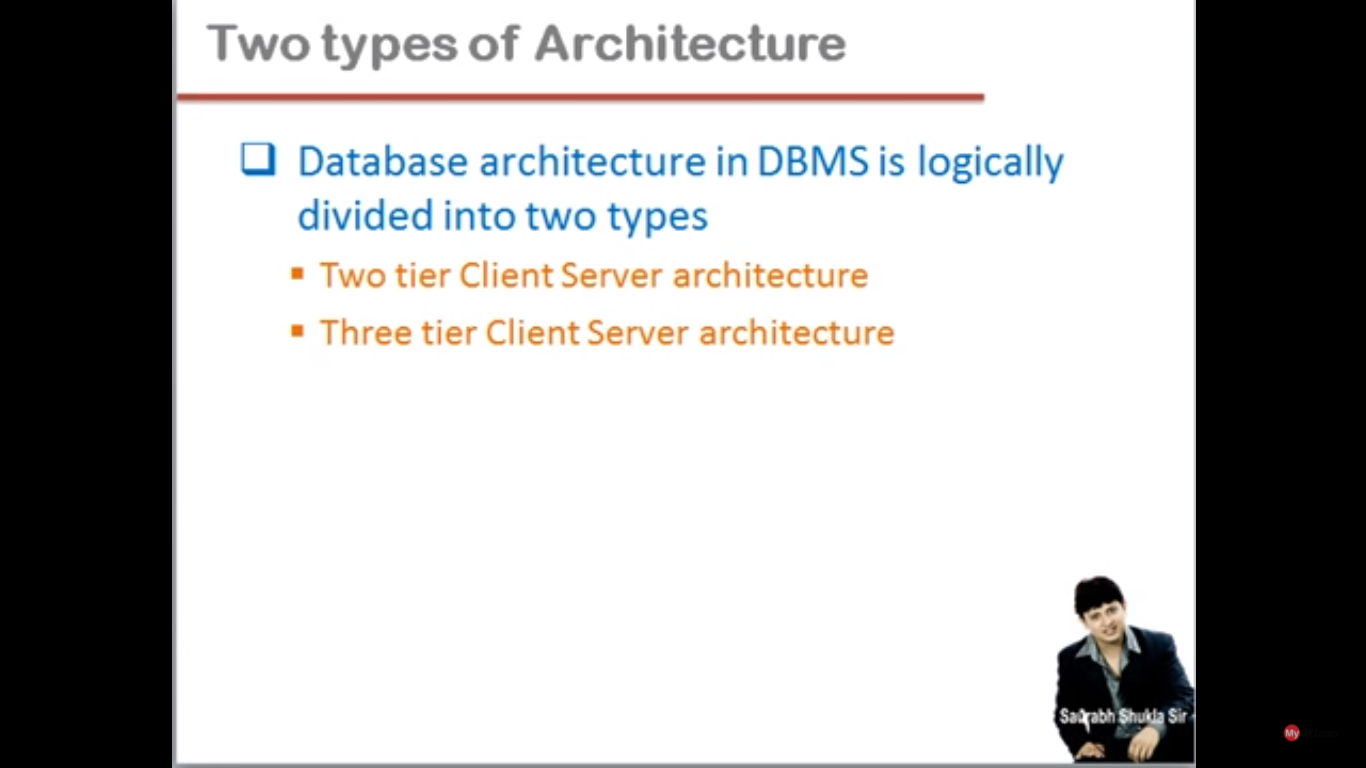 Two types of Architecture
Database architecture in DBMS is logically
divided into two types
Two tier Client Server architecture
Three tier Client Server architecture
Saurabh Shukla Sir
My